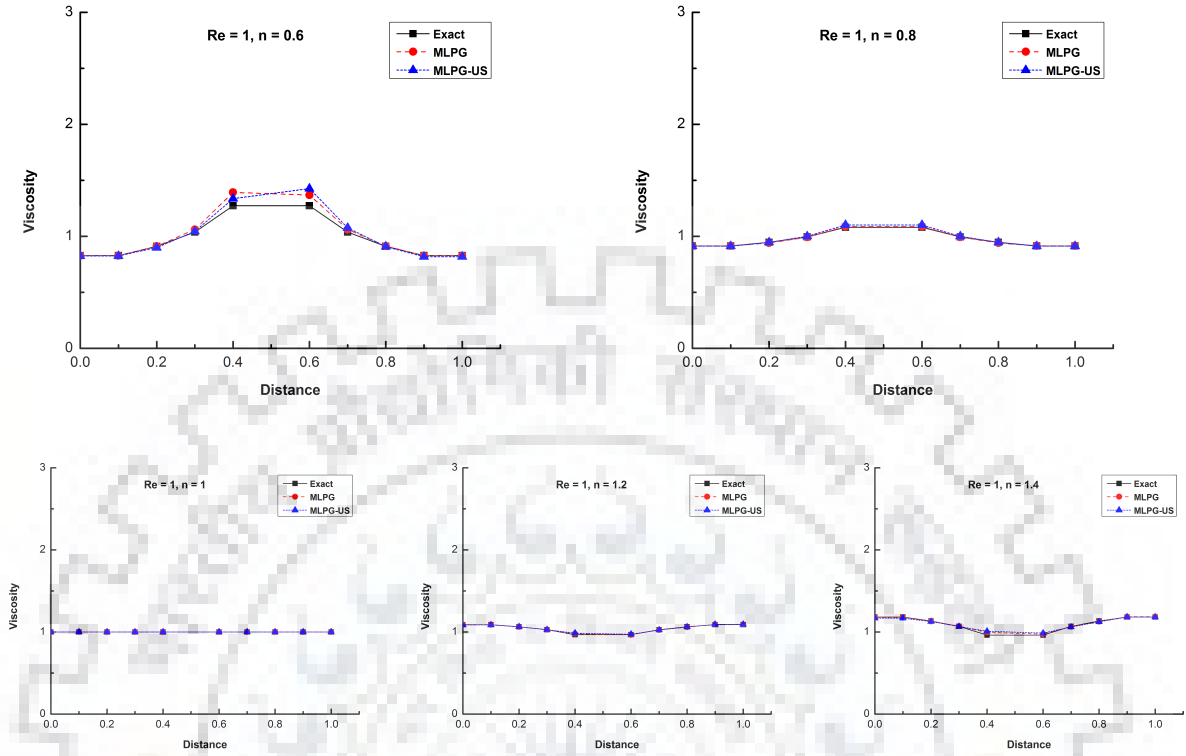 Re = 1, n = 0.6
Exact
MLPG
MLPG-US
Viscosity
3
2
1
0
0.0 0.2 0.4 0.6 0.8 1.0
Distance
Re = 1, n = 0.8
Exact
MLPG
MLPG-US
Viscosity
3
2
1
0
0.0 0.2 0.4 0.6 0.8 1.0
Distance
Re = 1, n = 1
Exact
MLPG
MLPG-US
Viscosity
3
2
1
0
0.0 0.2 0.4 0.6 0.8 1.0
Distance
Re = 1, n = 1.2
Exact
MLPG
MLPG-US
Viscosity
3
2
1
0
0.0 0.2 0.4 0.6 0.8 1.0
Distance
Re = 1, n = 1.4
Exact
MLPG
MLPG-US
Viscosity
3
2
1
0
0.0 0.2 0.4 0.6 0.8 1.0
Distance